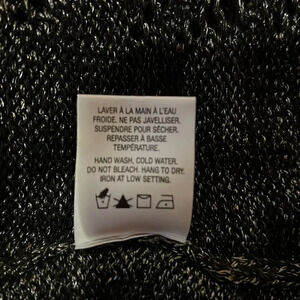 LAVER À LA MAIN À L'EAU
FROIDE. NE PAS JAVELLISER.
SUSPENDRE POUR SÉCHER.
REPASSER À BASSE
TEMPÉRATURE.
HAND WASH, COLD WATER.
DO NOT BLEACH. HANG TO DRY.
IRON AT LOW SETTING.